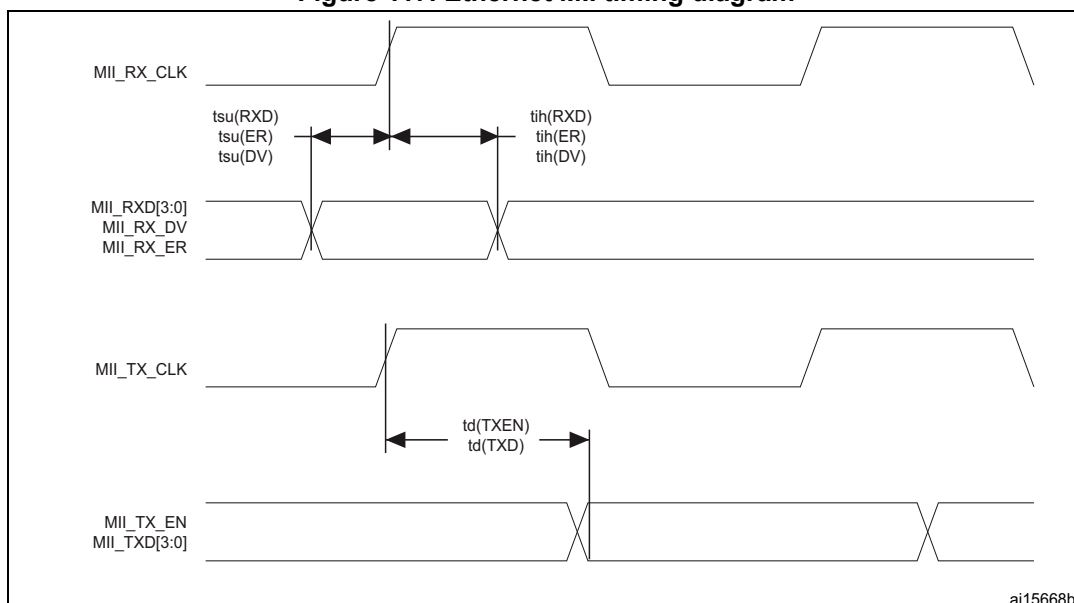 MII_RX_CLK
tsu(RXD)
tsu(ER)
tsu(DV)
tih(RXD)
tih(ER)
tih(DV)
MII_RXD[3:0]
MII_RX_DV
MII_RX_ER
MII_TX_CLK
td(TXEN)
td(TXD)
MII_TX_EN
MII_TXD[3:0]
ai15668b